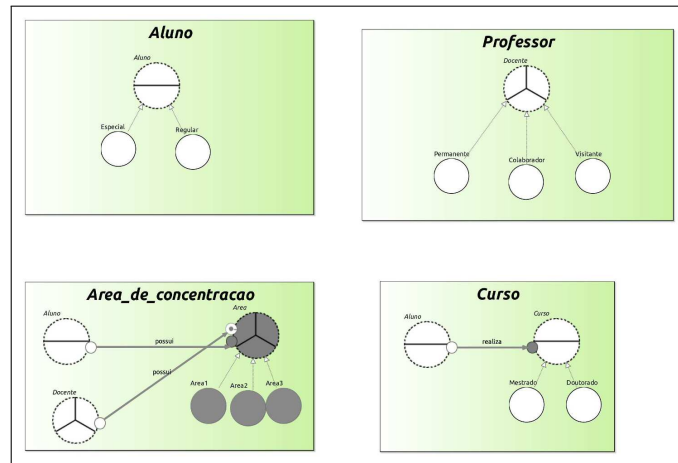 Aluno
Aluno
Especial
Regular
Professor
Docente
Permanente
Colaborador
Visitante
Area_de_concentracao
Aluno
Area
possui
possui
Docente
Area1
Area2
Area3
Curso
Aluno
Curso
realiza
Mestrado
Doutorado